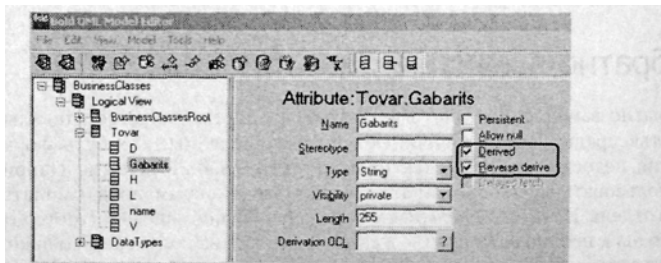 Bold UML Model Editor
File Edit View Model Tools Help
BusinessClasses
Logical View
BusinessClassesRoot
Tovar
D
Gabarits
H
L
name
V
DataTypes
Attribute: Tovar.Gabarits
Name Gabarits
Stereotype
Type String
Visibility private
Length 255
Derivation OCL ?
Persistent
Allow null
Derived
Reverse derive
Delayed fetch